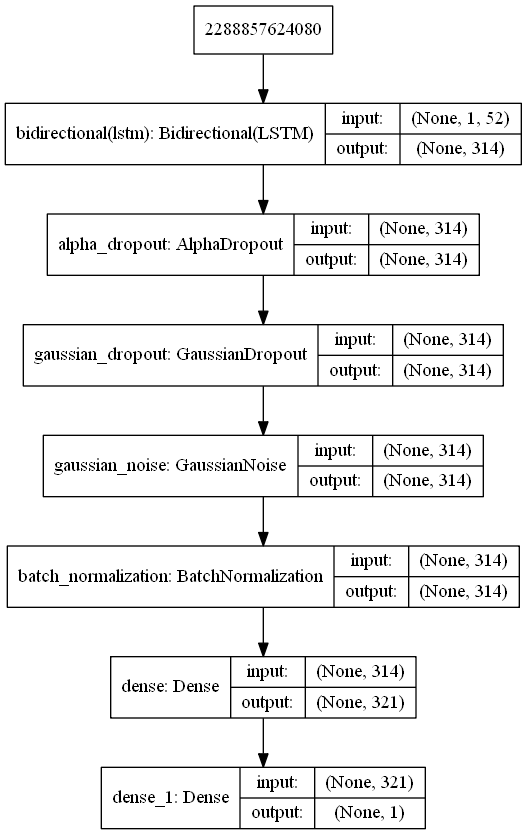 2288857624080
bidirectional(lstm): Bidirectional(LSTM)
input: (None, 1, 52)
output: (None, 314)
alpha_dropout: AlphaDropout
input: (None, 314)
output: (None, 314)
gaussian_dropout: GaussianDropout
input: (None, 314)
output: (None, 314)
gaussian_noise: GaussianNoise
input: (None, 314)
output: (None, 314)
batch_normalization: BatchNormalization
input: (None, 314)
output: (None, 314)
dense: Dense
input: (None, 314)
output: (None, 321)
dense_1: Dense
input: (None, 321)
output: (None, 1)